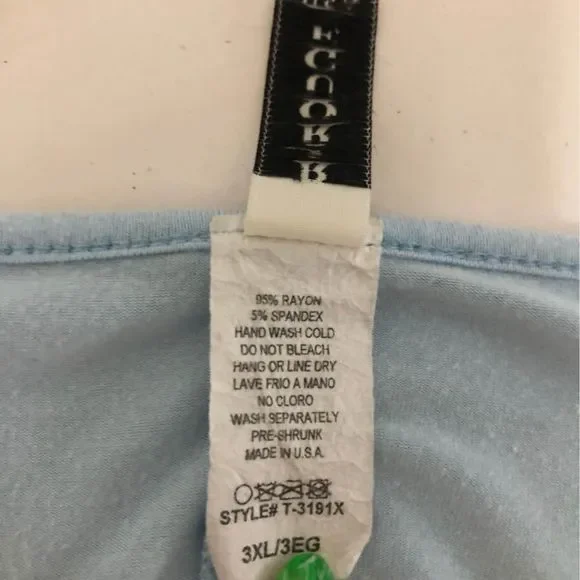 95% RAYON
5% SPANDEX
HAND WASH COLD
DO NOT BLEACH
HANG OR LINE DRY
LAVE FRIO A MANO
NO CLORO
WASH SEPARATELY
PRE-SHRUNK
MADE IN U.S.A.
STYLE# T-3191X
3XL/3EG